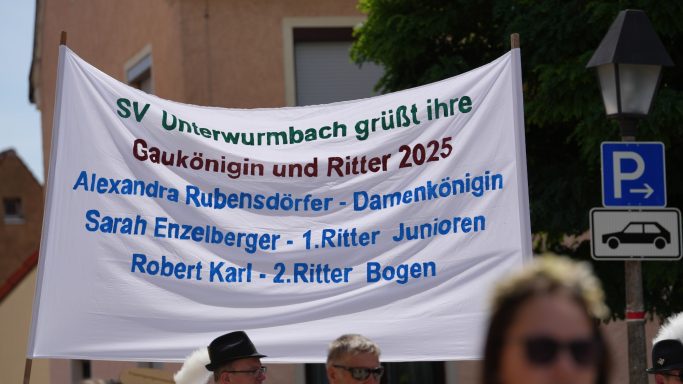 SV Unterwurmbach grüßt ihre
Gaukönigin und Ritter 2025
Alexandra Rubensdörfer - Damenkönigin
Sarah Enzelberger - 1.Ritter Junioren
Robert Karl - 2.Ritter Bogen
P